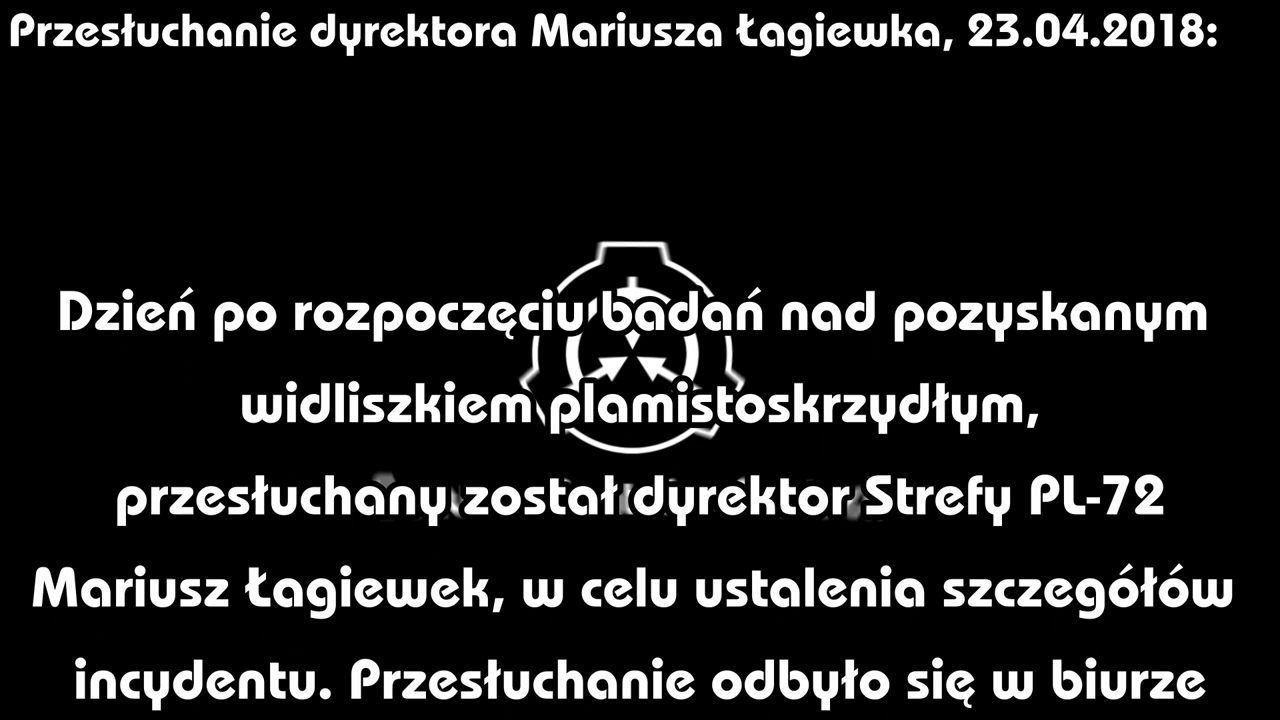 Przesłuchanie dyrektora Mariusza Łagiewka, 23.04.2018:
Dzień po rozpoczęciu badań nad pozyskanym
widliszkiem plamistoskrzydłym,
przesłuchany został dyrektor Strefy PL-72
Mariusz Łagiewek, w celu ustalenia szczegółów
incydentu. Przesłuchanie odbyło się w biurze